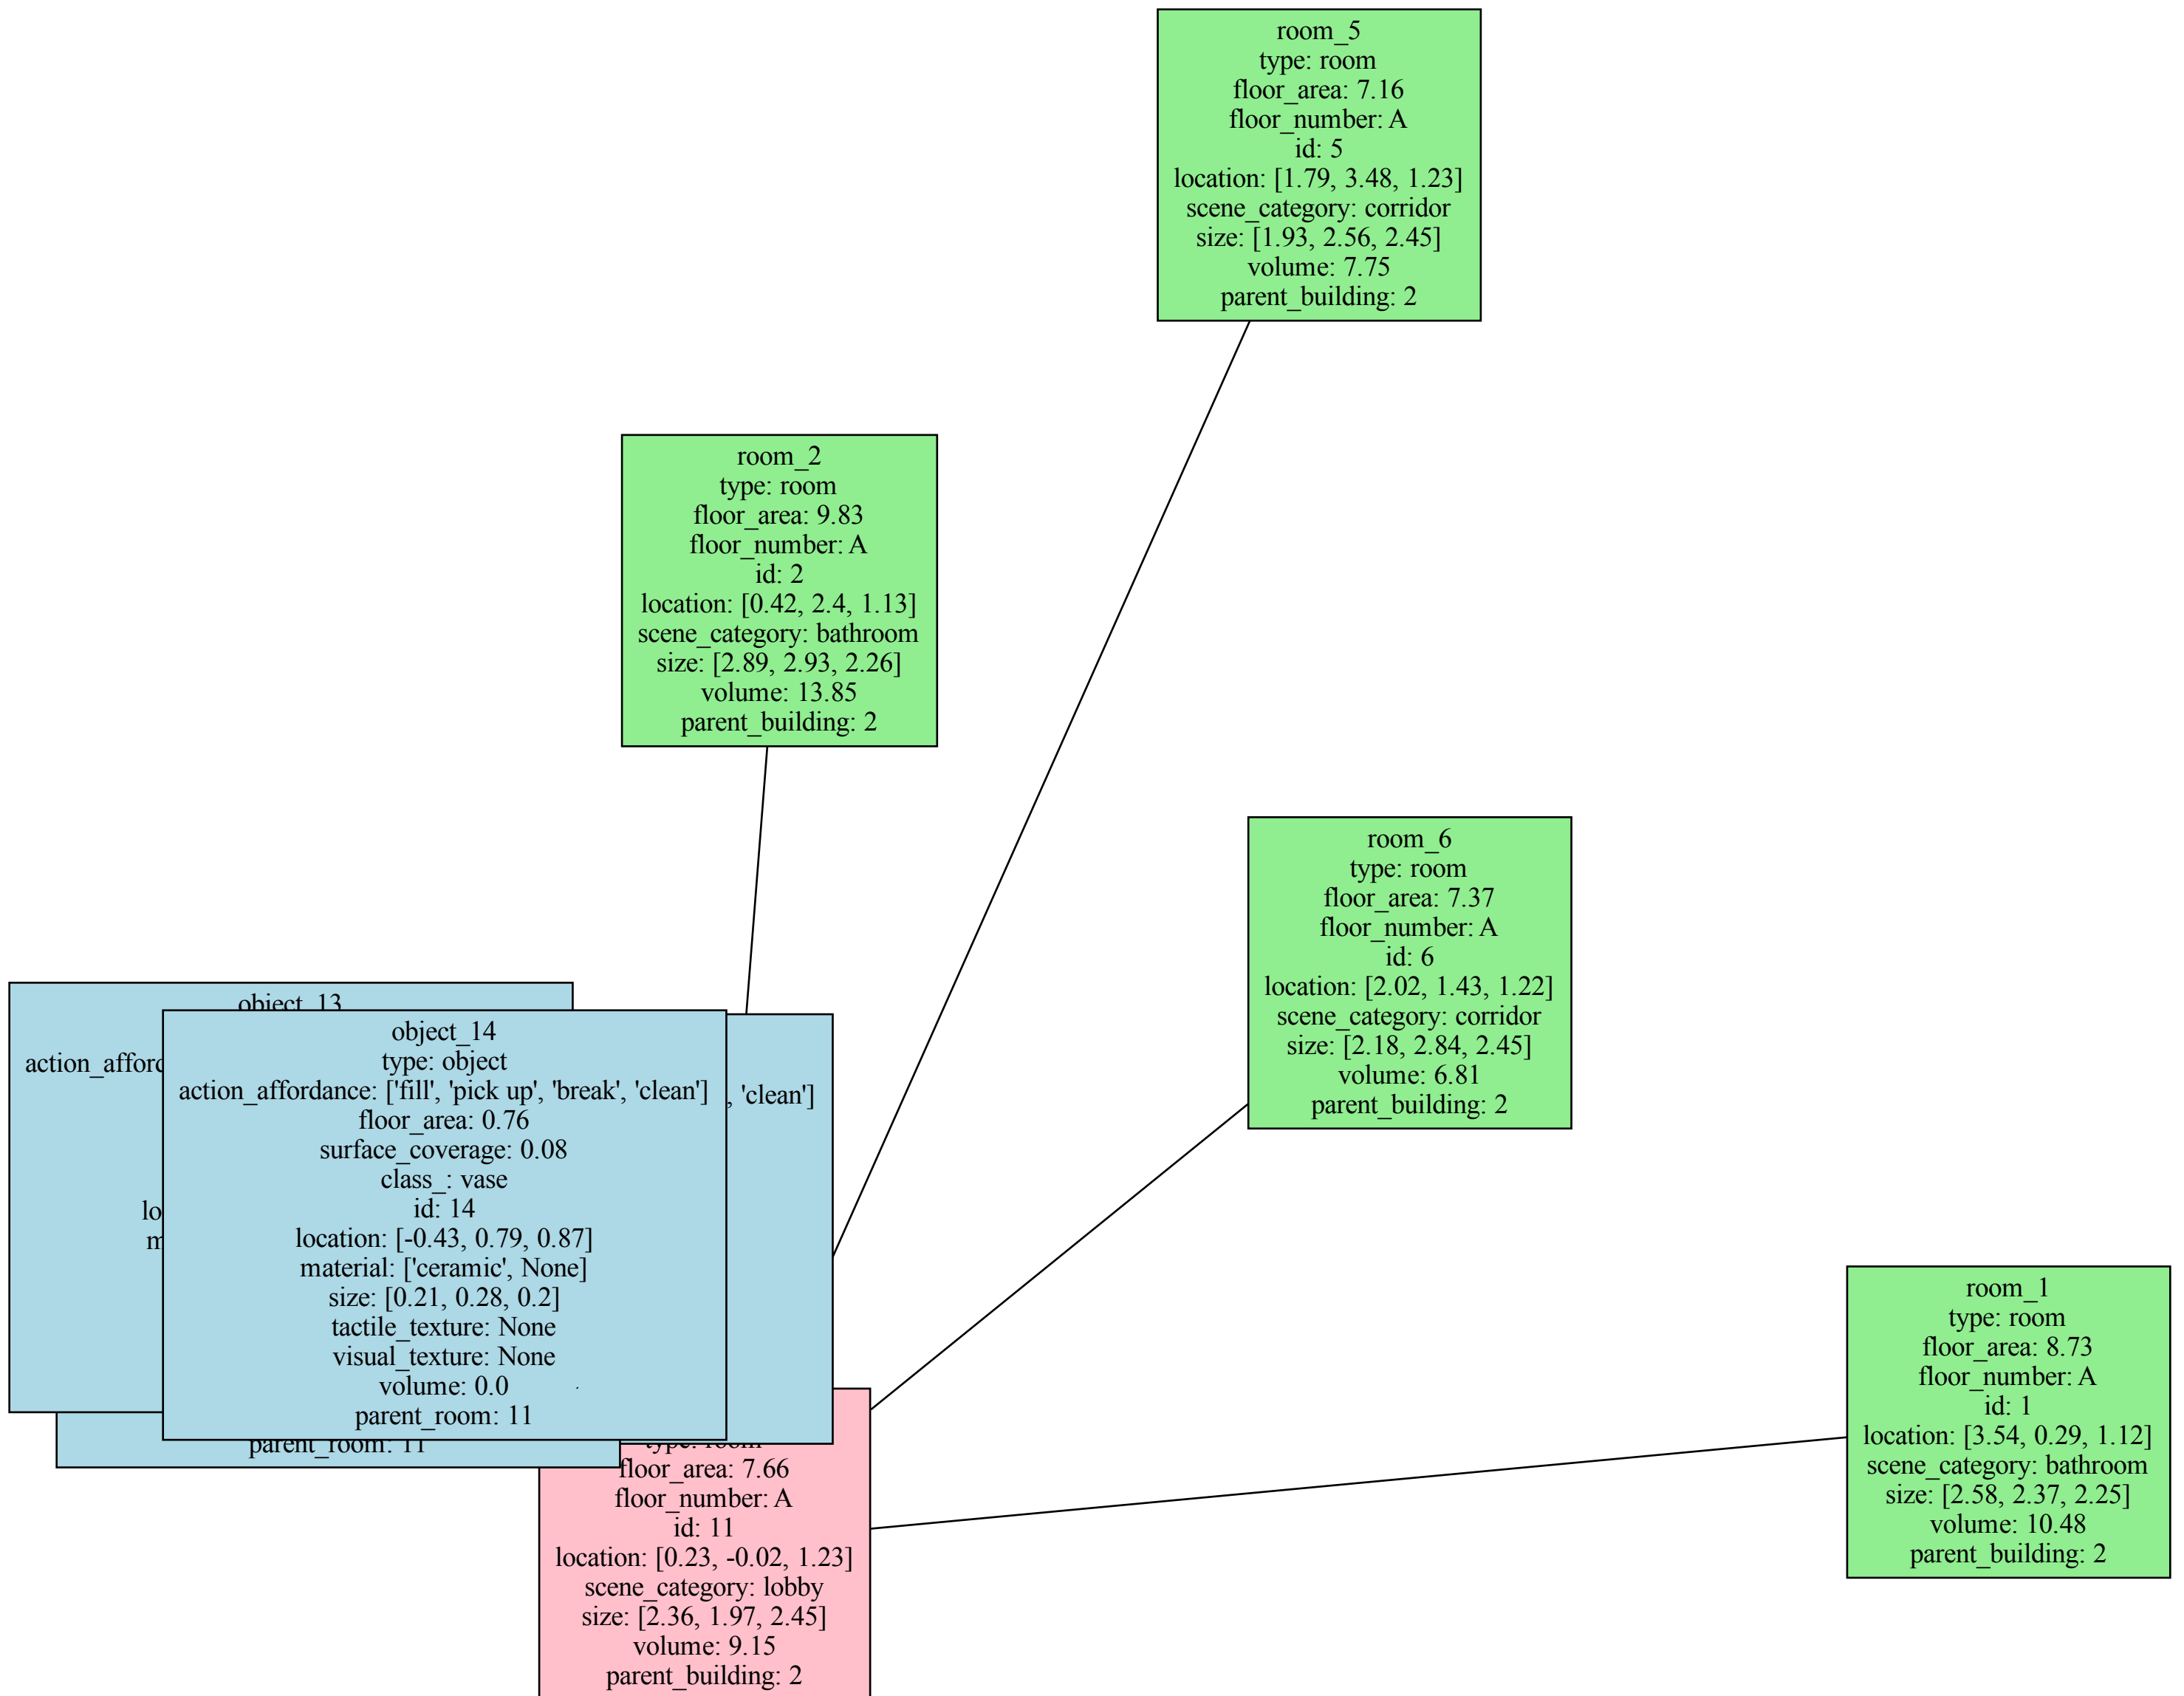 room_5
type: room
floor_area: 7.16
floor_number: A
id: 5
location: [1.79, 3.48, 1.23]
scene_category: corridor
size: [1.93, 2.56, 2.45]
volume: 7.75
parent_building: 2
room_2
type: room
floor_area: 9.83
floor_number: A
id: 2
location: [0.42, 2.4, 1.13]
scene_category: bathroom
size: [2.89, 2.93, 2.26]
volume: 13.85
parent_building: 2
room_6
type: room
floor_area: 7.37
floor_number: A
id: 6
location: [2.02, 1.43, 1.22]
scene_category: corridor
size: [2.18, 2.84, 2.45]
volume: 6.81
parent_building: 2
object_13
object_14
type: object
action_affordance: ['fill', 'pick up', 'break', 'clean']
floor_area: 0.76
surface_coverage: 0.08
class_: vase
id: 14
location: [-0.43, 0.79, 0.87]
material: ['ceramic', None]
size: [0.21, 0.28, 0.2]
tactile_texture: None
visual_texture: None
volume: 0.0
parent_room: 11
, 'clean']
parent_room: 11
room_1
type: room
floor_area: 8.73
floor_number: A
id: 1
location: [3.54, 0.29, 1.12]
scene_category: bathroom
size: [2.58, 2.37, 2.25]
volume: 10.48
parent_building: 2
type: room
floor_area: 7.66
floor_number: A
id: 11
location: [0.23, -0.02, 1.23]
scene_category: lobby
size: [2.36, 1.97, 2.45]
volume: 9.15
parent_building: 2